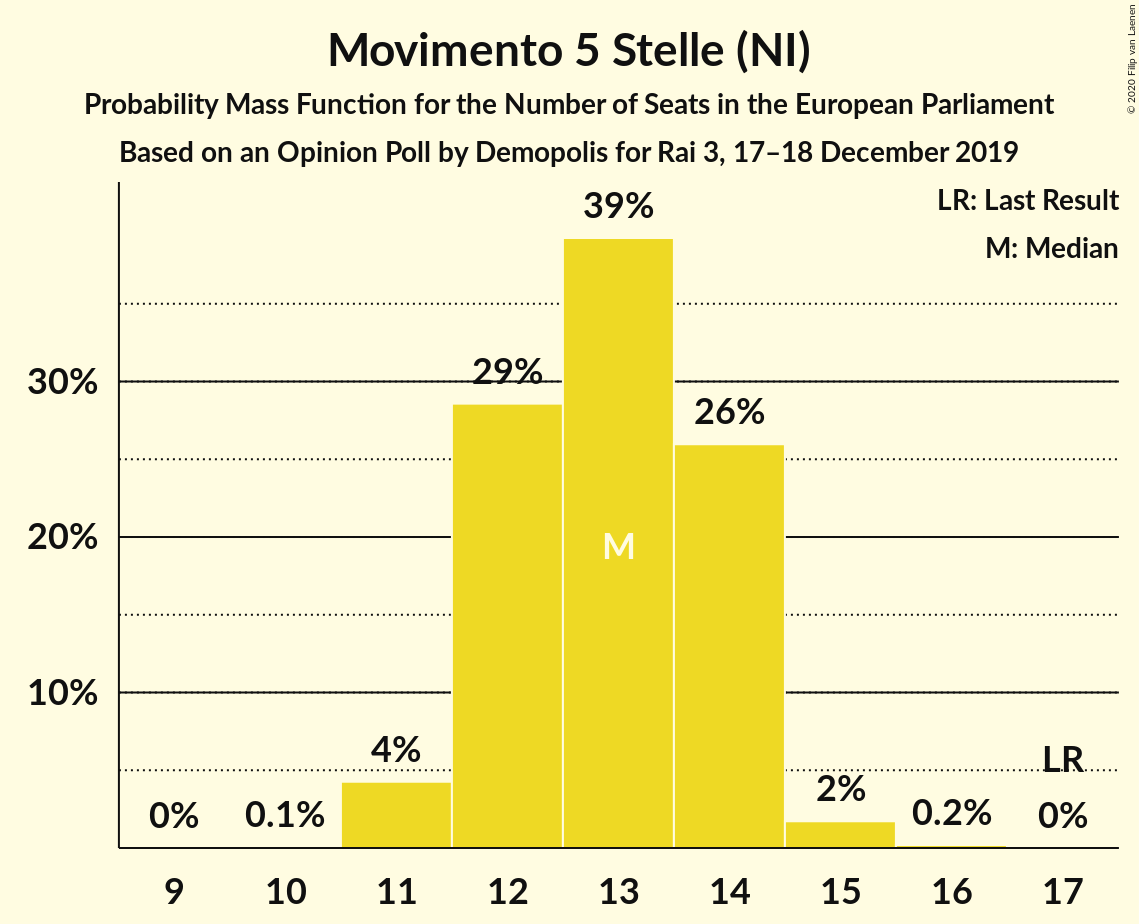 Movimento 5 Stelle (NI)
Probability Mass Function for the Number of Seats in the European Parliament
Based on an Opinion Poll by Demopolis for Rai 3, 17–18 December 2019
© 2020 Filip van Laenen
LR: Last Result
M: Median
39%
29%
26%
30%
20%
10%
M
4%
2%
LR
0%
0.1%
0.2%
0%
9 10 11 12 13 14 15 16 17